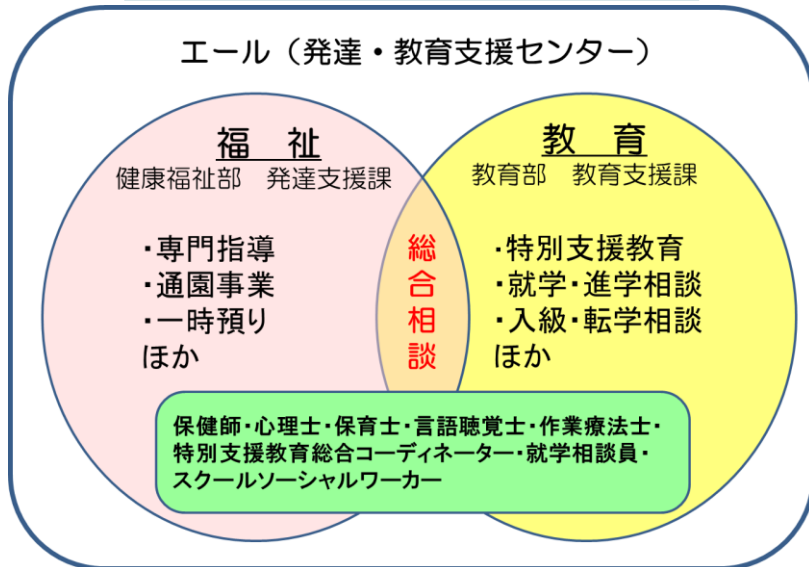 エール（発達・教育支援センター）
福　祉
健康福祉部　発達支援課
・専門指導
・通園事業
・一時預り
ほか
総合相談
教　育
教育部　教育支援課
・特別支援教育
・就学・進学相談
・入級・転学相談
ほか
保健師・心理士・保育士・言語聴覚士・作業療法士・
特別支援教育総合コーディネーター・就学相談員・
スクールソーシャルワーカー